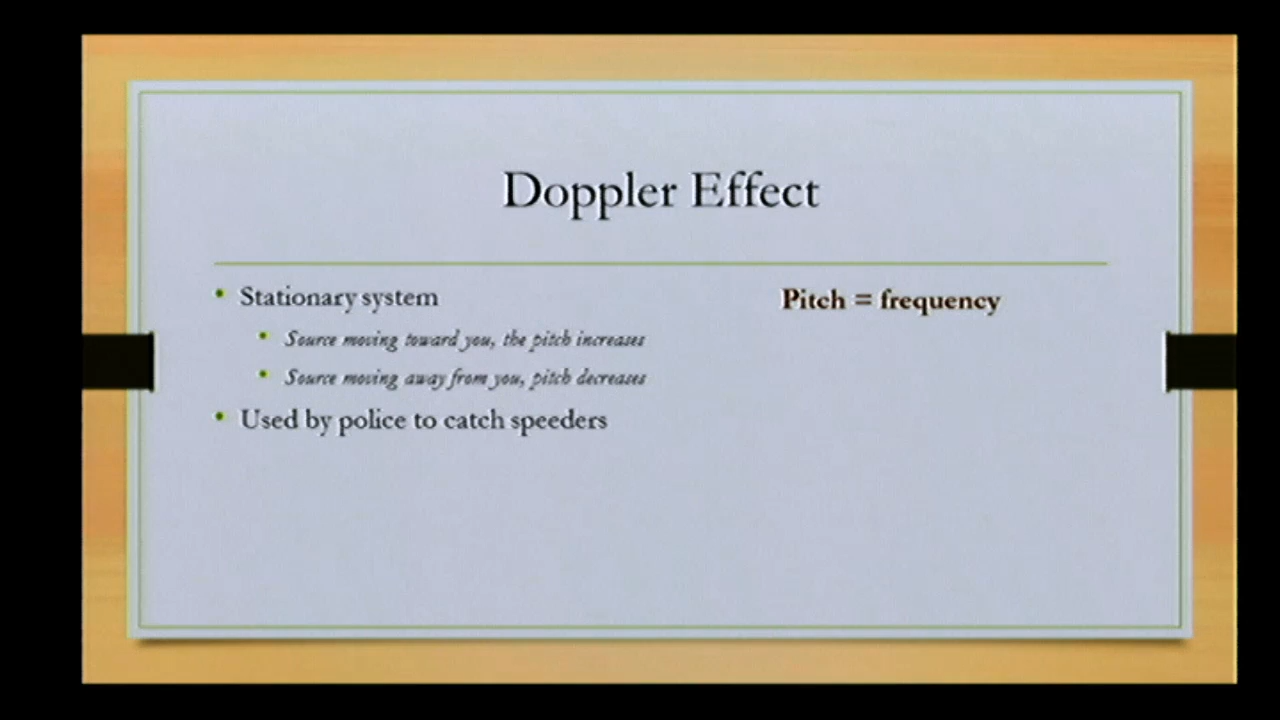 Doppler Effect
Stationary system
Pitch = frequency
Source moving toward you, the pitch increases
Source moving away from you, pitch decreases
Used by police to catch speeders